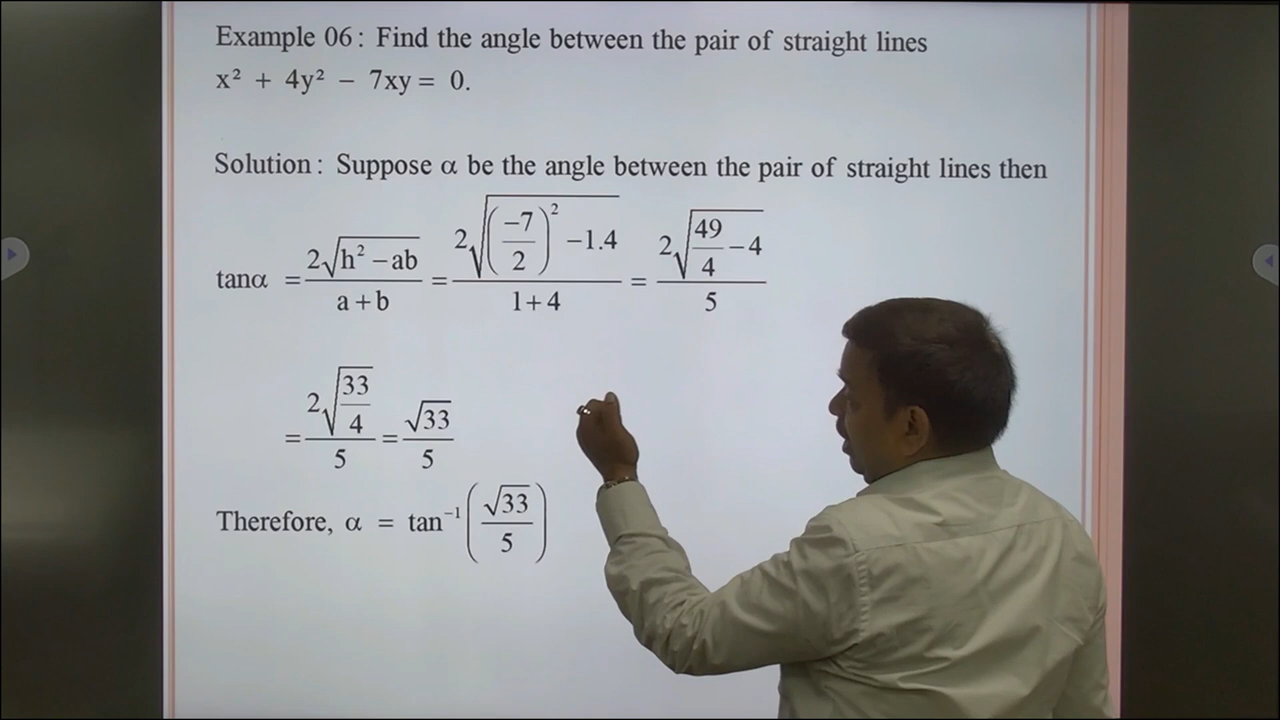 Example 06 : Find the angle between the pair of straight lines
x² + 4y² − 7xy = 0.
Solution : Suppose α be the angle between the pair of straight lines then
tanα = 2√(h² − ab) / (a + b) = 2√((−7/2)² − 1.4) / (1 + 4) = 2√(49/4 − 4) / 5
= 2√(33/4) / 5 = √33 / 5
Therefore, α = tan⁻¹(√33 / 5)